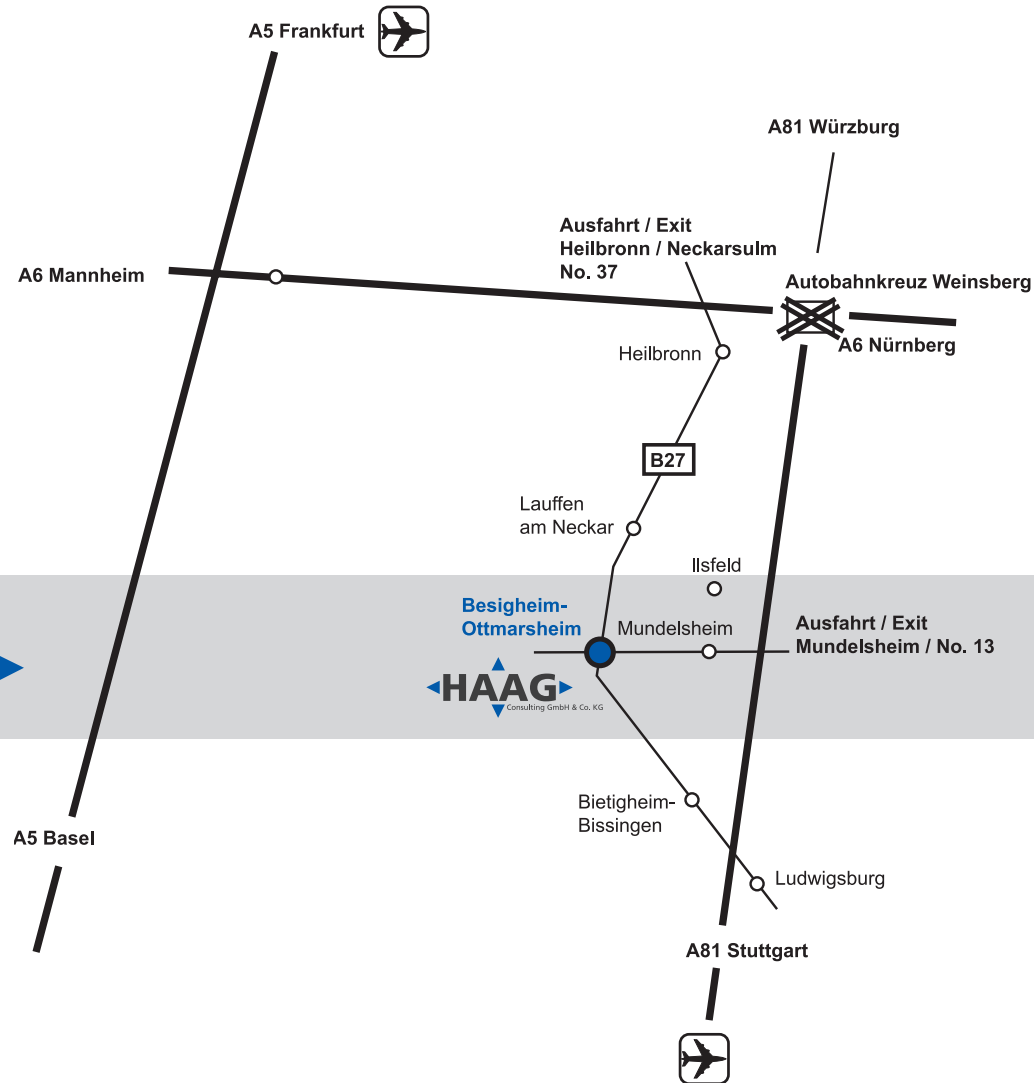 A5 Frankfurt
A81 Würzburg
Ausfahrt / Exit
Heilbronn / Neckarsulm
No. 37
A6 Mannheim
Autobahnkreuz Weinsberg
A6 Nürnberg
Heilbronn
B27
Lauffen
am Neckar
Ilsfeld
Besigheim-
Ottmarsheim
Mundelsheim
Ausfahrt / Exit
Mundelsheim / No. 13
HAAG
Consulting GmbH & Co. KG
Bietigheim-
Bissingen
A5 Basel
Ludwigsburg
A81 Stuttgart